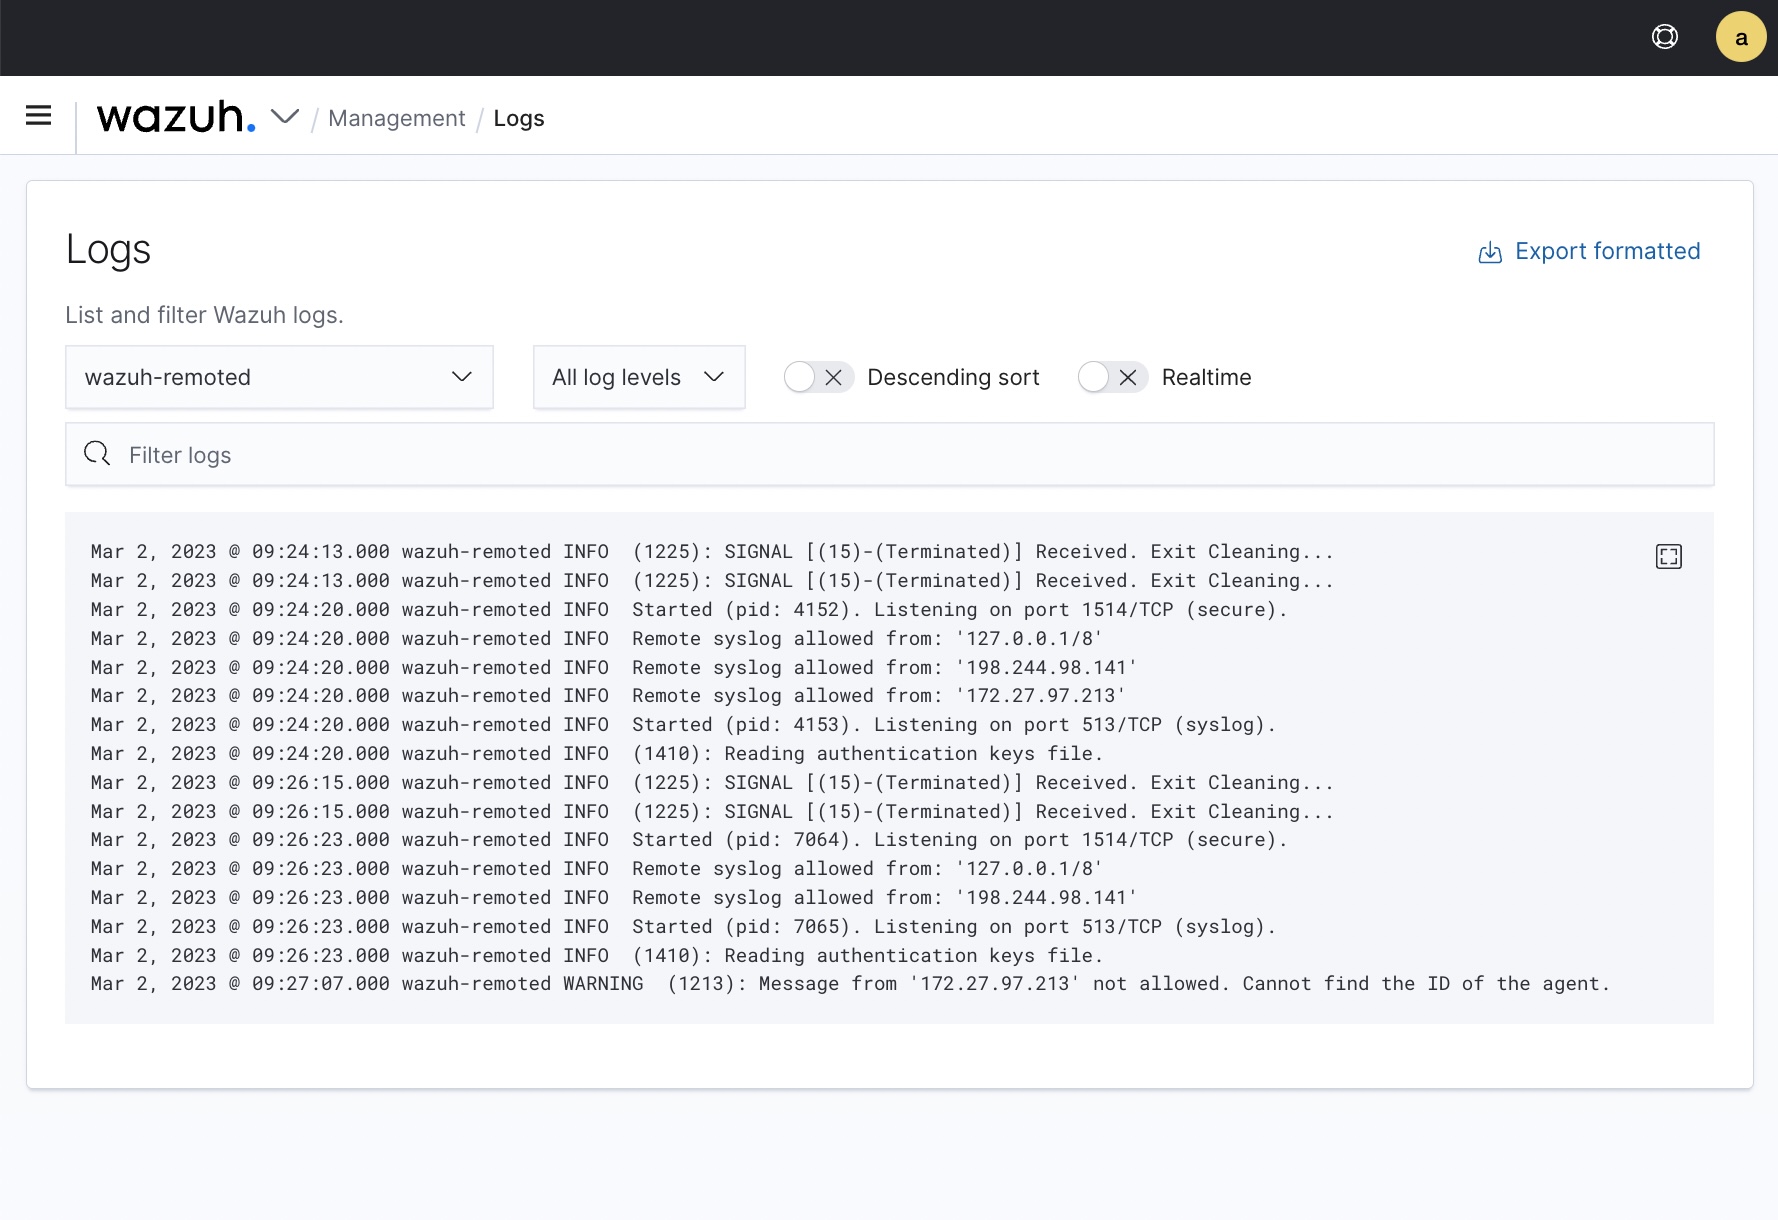 a
wazuh. / Management / Logs
Logs
Export formatted
List and filter Wazuh logs.
wazuh-remoted All log levels Descending sort Realtime
Filter logs
Mar 2, 2023 @ 09:24:13.000 wazuh-remoted INFO  (1225): SIGNAL [(15)-(Terminated)] Received. Exit Cleaning...
Mar 2, 2023 @ 09:24:13.000 wazuh-remoted INFO  (1225): SIGNAL [(15)-(Terminated)] Received. Exit Cleaning...
Mar 2, 2023 @ 09:24:20.000 wazuh-remoted INFO  Started (pid: 4152). Listening on port 1514/TCP (secure).
Mar 2, 2023 @ 09:24:20.000 wazuh-remoted INFO  Remote syslog allowed from: '127.0.0.1/8'
Mar 2, 2023 @ 09:24:20.000 wazuh-remoted INFO  Remote syslog allowed from: '198.244.98.141'
Mar 2, 2023 @ 09:24:20.000 wazuh-remoted INFO  Remote syslog allowed from: '172.27.97.213'
Mar 2, 2023 @ 09:24:20.000 wazuh-remoted INFO  Started (pid: 4153). Listening on port 513/TCP (syslog).
Mar 2, 2023 @ 09:24:20.000 wazuh-remoted INFO  (1410): Reading authentication keys file.
Mar 2, 2023 @ 09:26:15.000 wazuh-remoted INFO  (1225): SIGNAL [(15)-(Terminated)] Received. Exit Cleaning...
Mar 2, 2023 @ 09:26:15.000 wazuh-remoted INFO  (1225): SIGNAL [(15)-(Terminated)] Received. Exit Cleaning...
Mar 2, 2023 @ 09:26:23.000 wazuh-remoted INFO  Started (pid: 7064). Listening on port 1514/TCP (secure).
Mar 2, 2023 @ 09:26:23.000 wazuh-remoted INFO  Remote syslog allowed from: '127.0.0.1/8'
Mar 2, 2023 @ 09:26:23.000 wazuh-remoted INFO  Remote syslog allowed from: '198.244.98.141'
Mar 2, 2023 @ 09:26:23.000 wazuh-remoted INFO  Started (pid: 7065). Listening on port 513/TCP (syslog).
Mar 2, 2023 @ 09:26:23.000 wazuh-remoted INFO  (1410): Reading authentication keys file.
Mar 2, 2023 @ 09:27:07.000 wazuh-remoted WARNING  (1213): Message from '172.27.97.213' not allowed. Cannot find the ID of the agent.